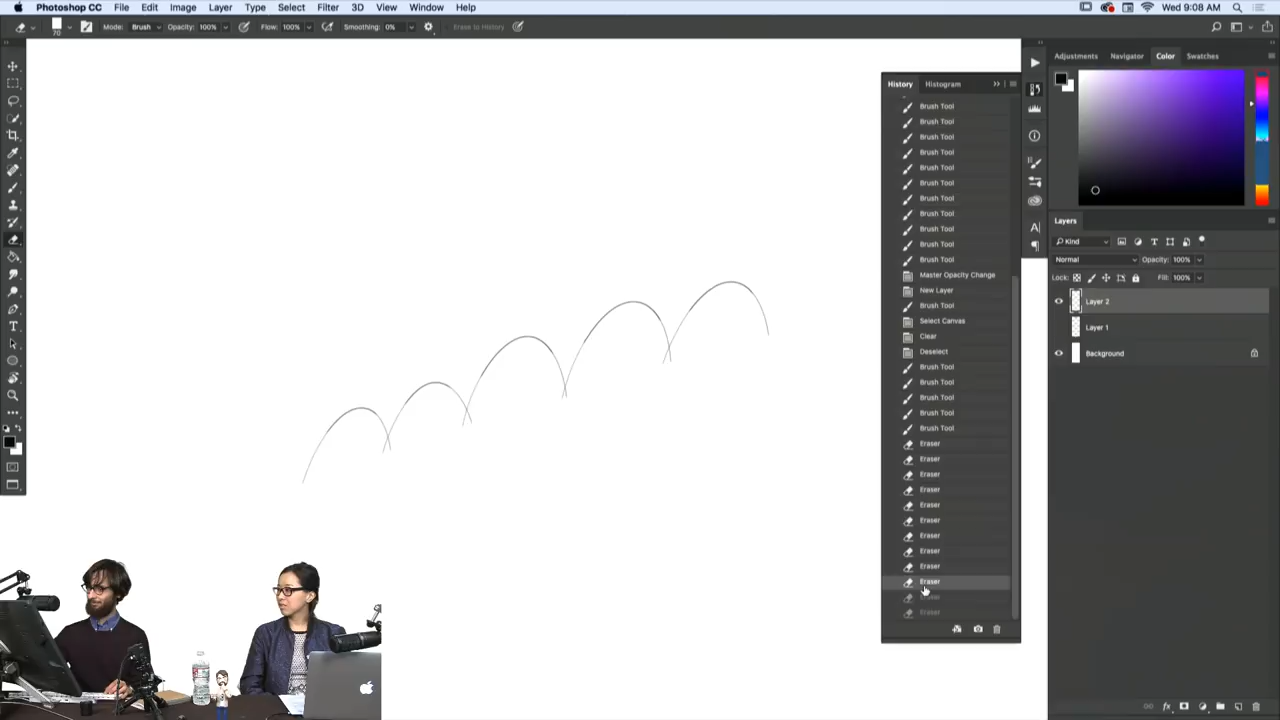 Photoshop CC File Edit Image Layer Type Select Filter 3D View Window Help Wed 9:08 AM
70 Mode: Brush Opacity: 100% Flow: 100% Smoothing: 0% Erase to History
Adjustments Navigator Color Swatches
History Histogram
Brush Tool
Brush Tool
Brush Tool
Brush Tool
Brush Tool
Brush Tool
Brush Tool
Brush Tool
Brush Tool
Brush Tool
Brush Tool
Master Opacity Change
New Layer
Brush Tool
Select Canvas
Clear
Deselect
Brush Tool
Brush Tool
Brush Tool
Brush Tool
Brush Tool
Eraser
Eraser
Eraser
Eraser
Eraser
Eraser
Eraser
Eraser
Eraser
Eraser
Eraser
Eraser
Layers
Kind
Normal Opacity: 100%
Lock: Fill: 100%
Layer 2
Layer 1
Background